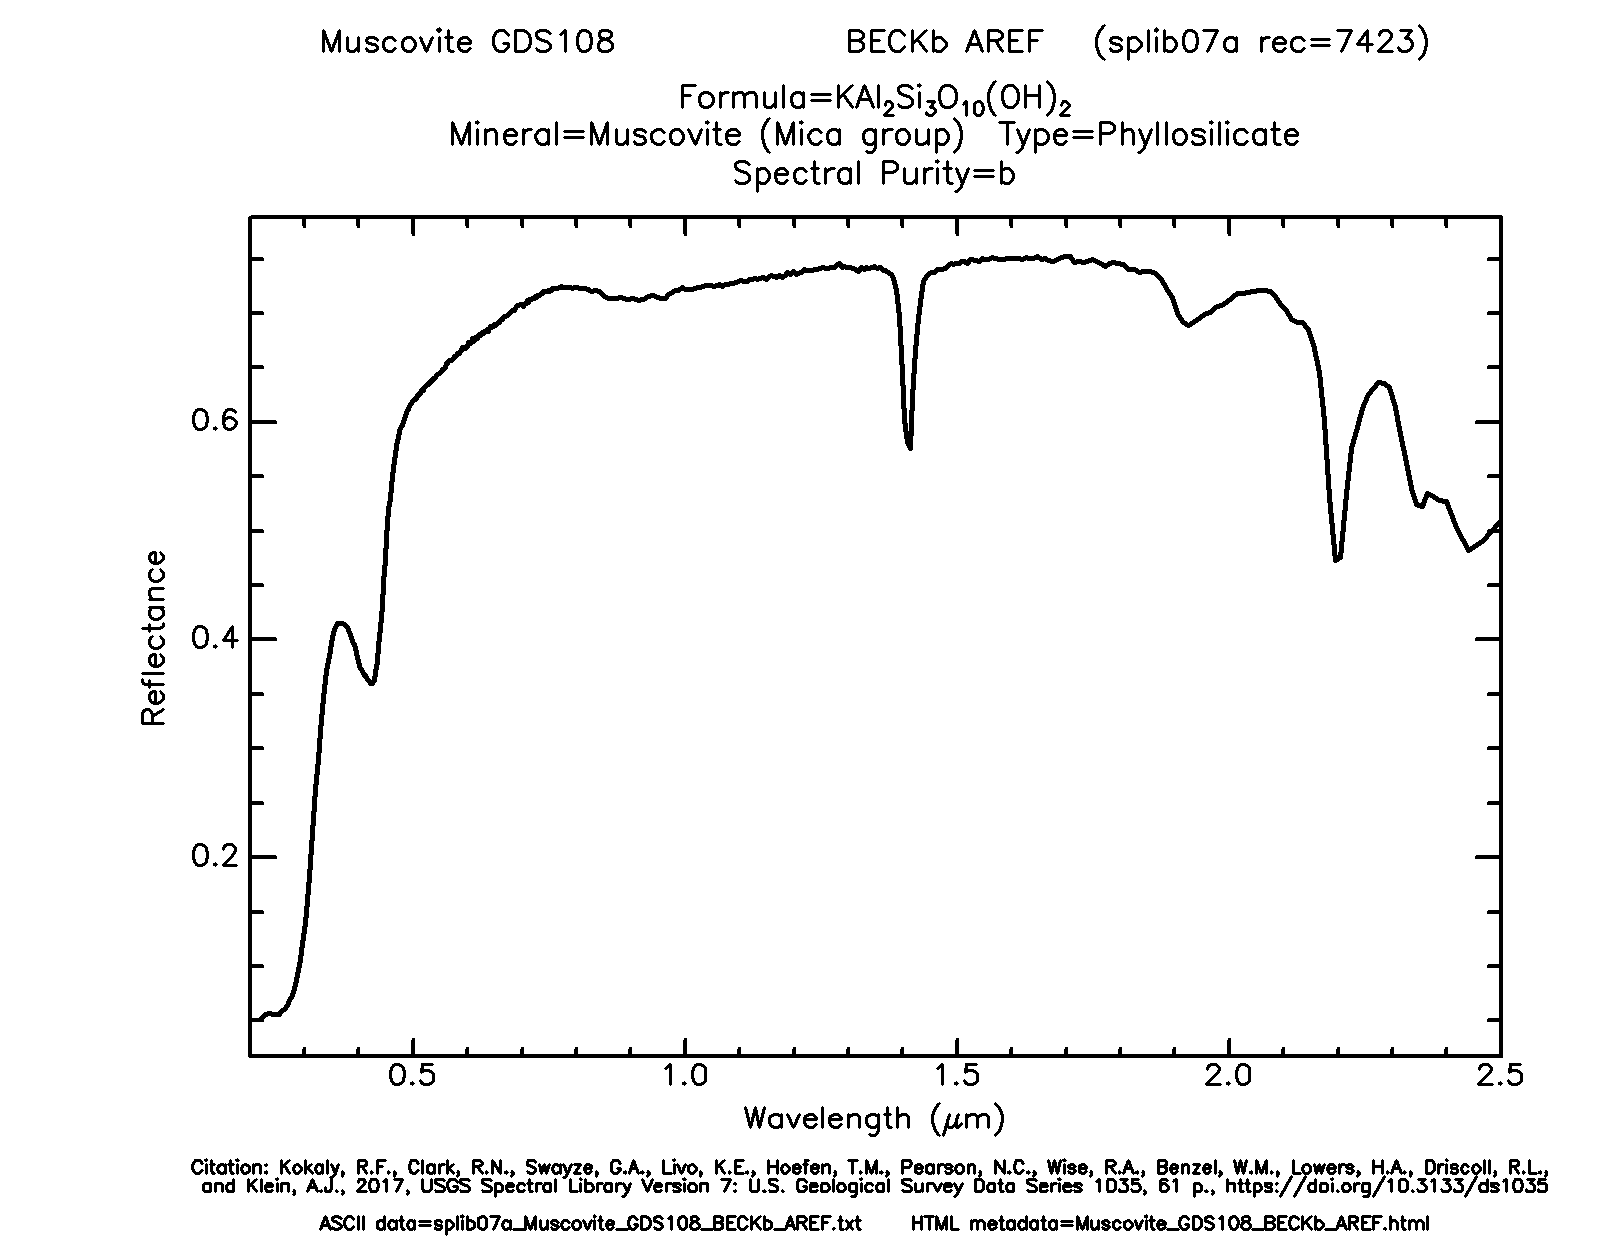 Muscovite GDS108 BECKb AREF (splib07a rec=7423)
Formula=KAl₂Si₃O₁₀(OH)₂
Mineral=Muscovite (Mica group) Type=Phyllosilicate
Spectral Purity=b
0.6
0.4
0.2
Reflectance
0.5 1.0 1.5 2.0 2.5
Wavelength (μm)
Citation: Kokaly, R.F., Clark, R.N., Swayze, G.A., Livo, K.E., Hoefen, T.M., Pearson, N.C., Wise, R.A., Benzel, W.M., Lowers, H.A., Driscoll, R.L.,
and Klein, A.J., 2017, USGS Spectral Library Version 7: U.S. Geological Survey Data Series 1035, 61 p., https://doi.org/10.3133/ds1035
ASCII data=splib07a_Muscovite_GDS108_BECKb_AREF.txt HTML metadata=Muscovite_GDS108_BECKb_AREF.html